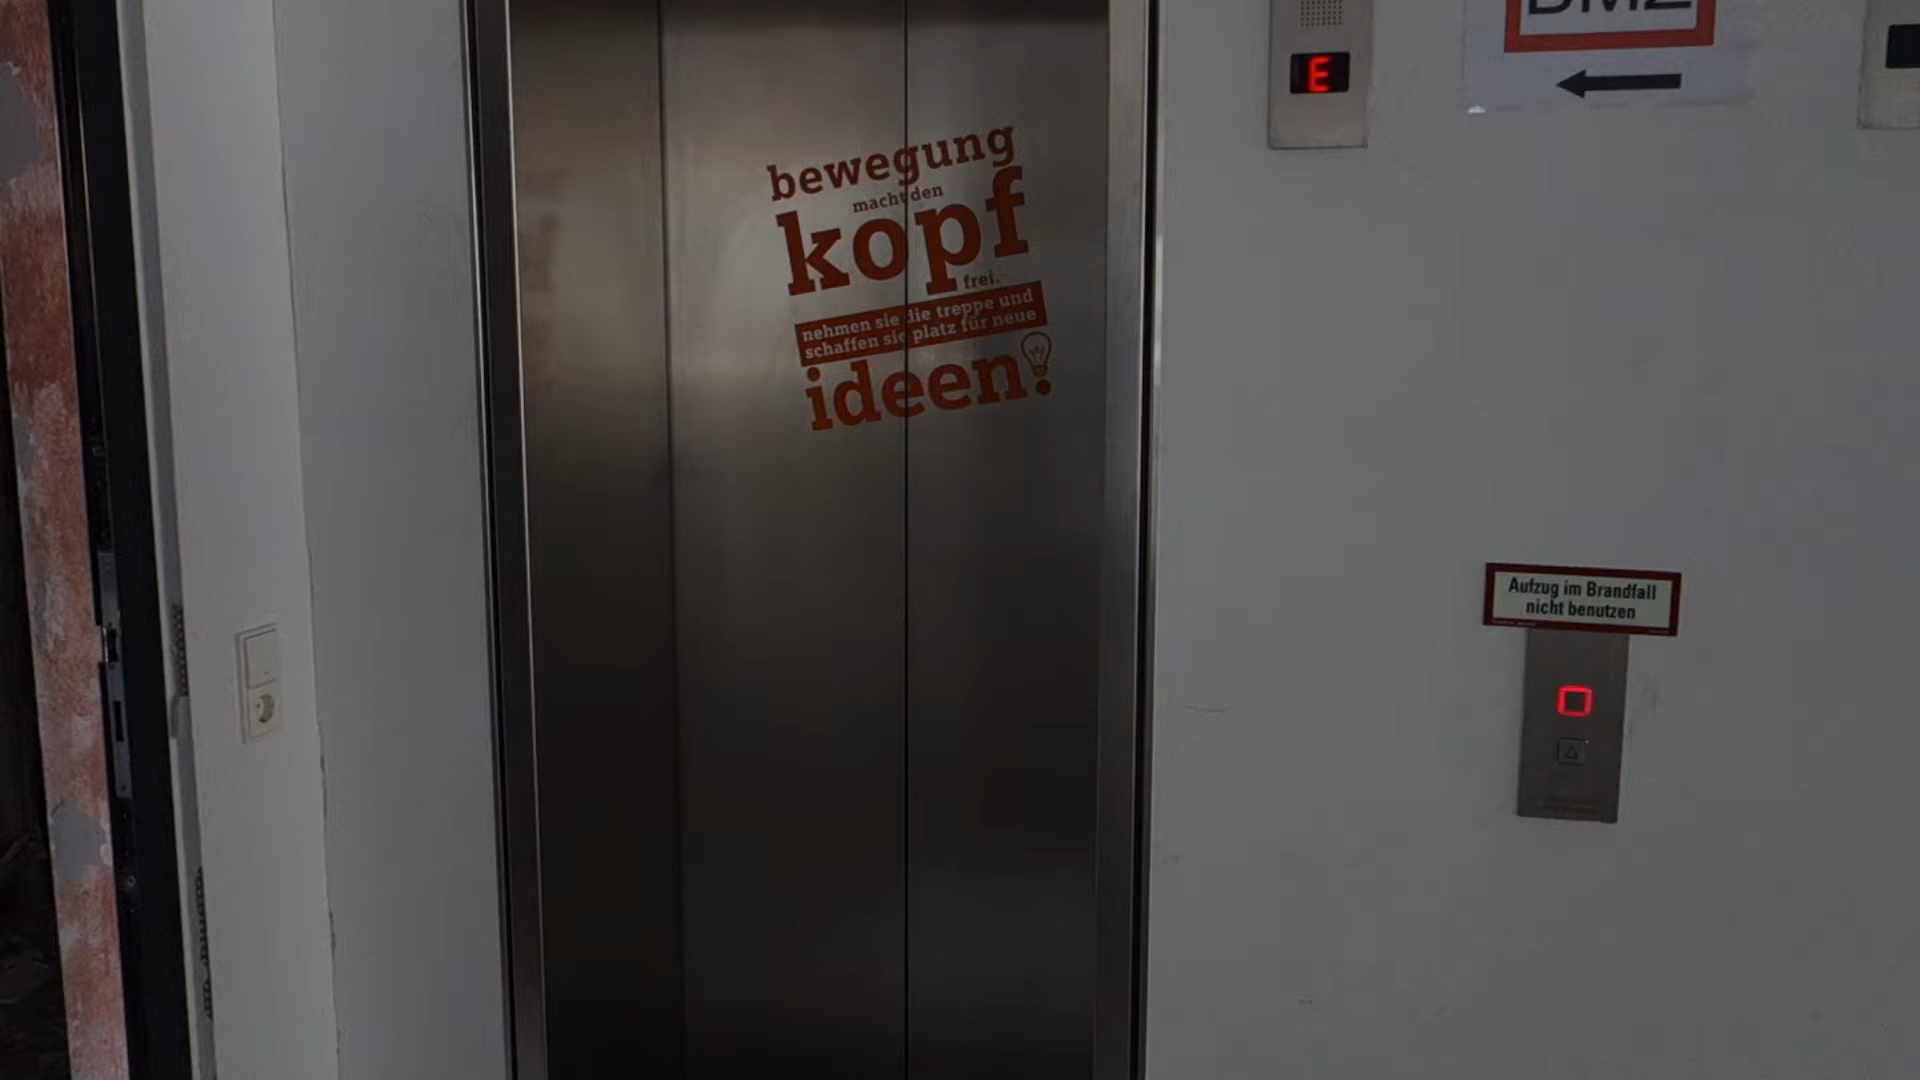 bewegung
macht den
kopf
frei.
nehmen sie die treppe und
schaffen sie platz für neue
ideen!
E
DMZ
Aufzug im Brandfall
nicht benutzen